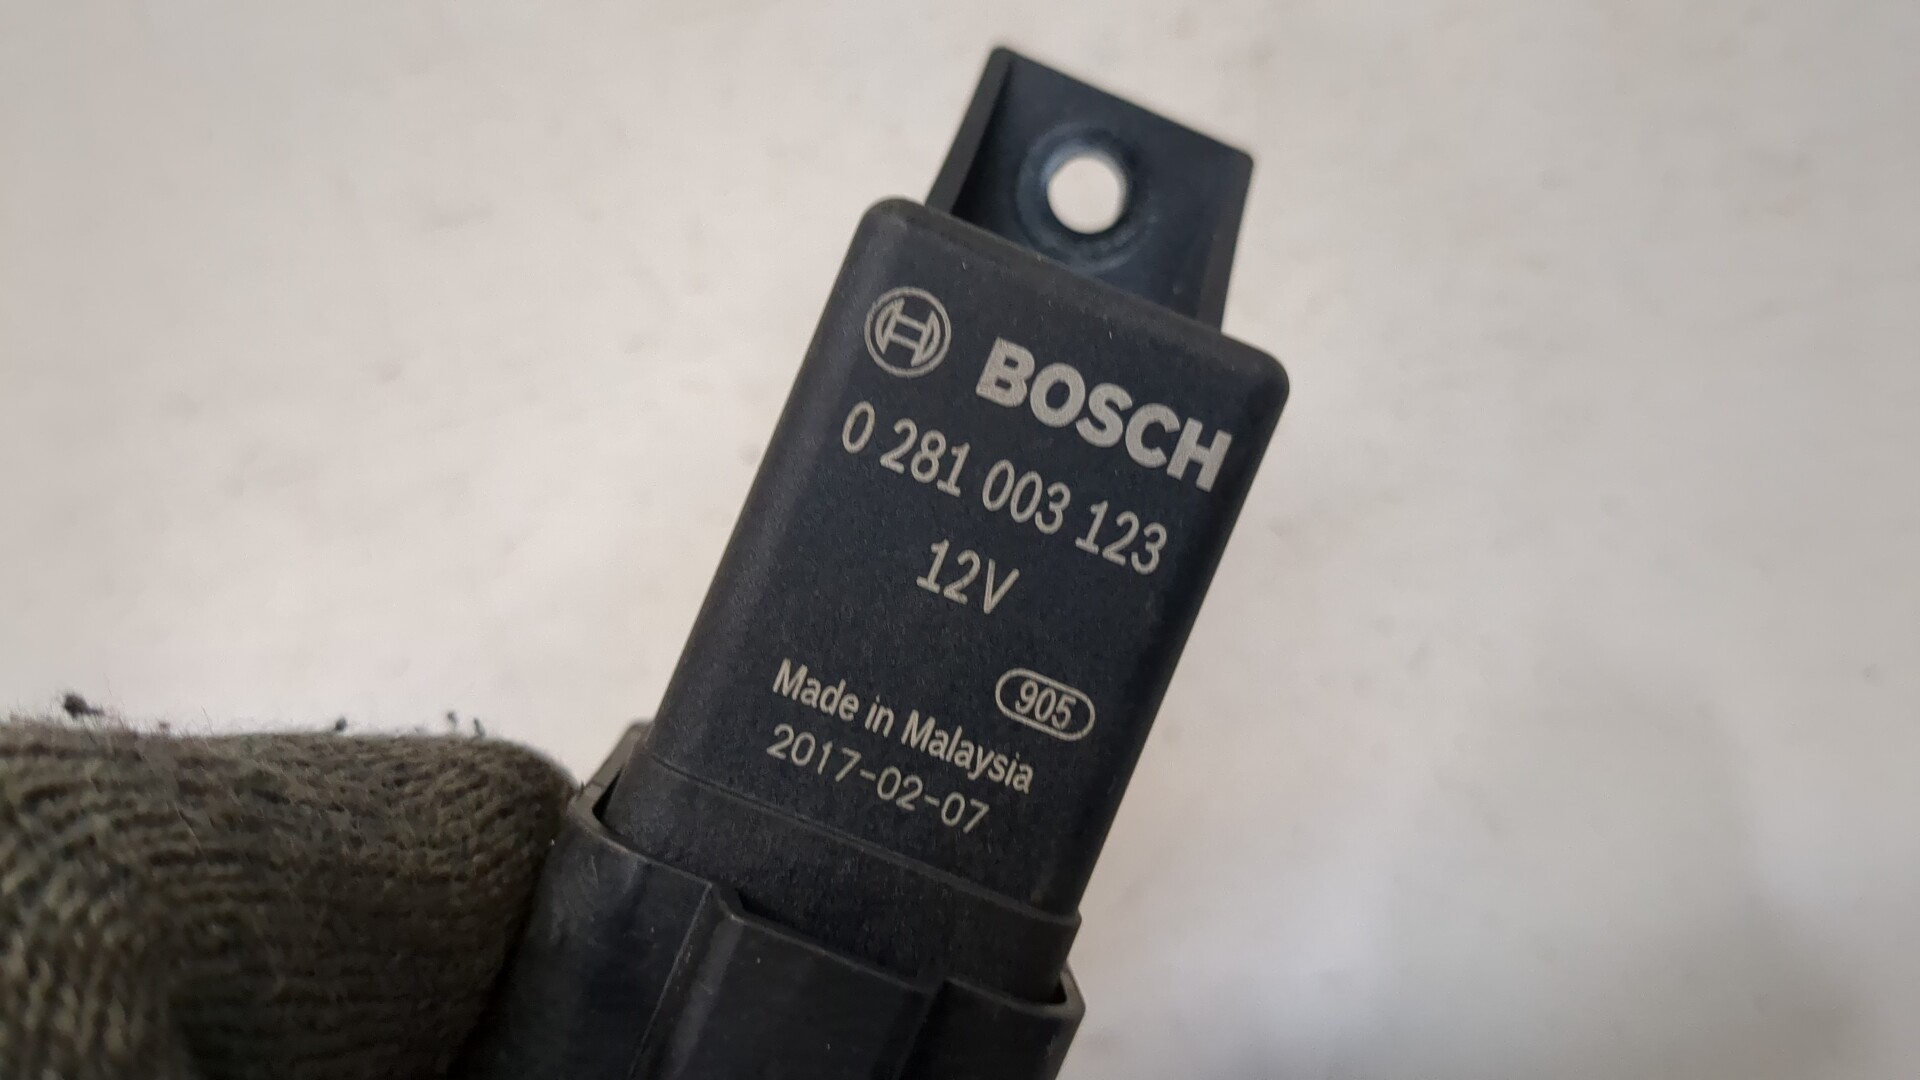 BOSCH
0 281 003 123
12V
905
Made in Malaysia
2017-02-07